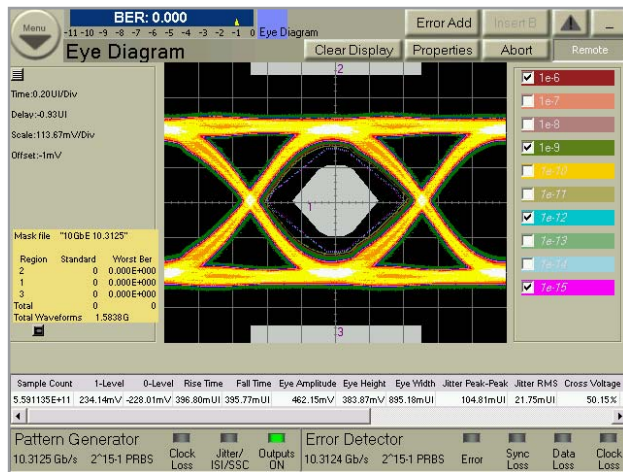 Menu
BER: 0.000
-11 -10 -9 -8 -7 -6 -5 -4 -3 -2 -1 0
Eye Diagram
Error Add
Insert B
Eye Diagram
Clear Display
Properties
Abort
Remote
Time:0.20UI/Div
Delay:-0.93UI
Scale:113.67mV/Div
Offset:-1mV
2
1
3
1e-6
1e-7
1e-8
1e-9
1e-10
1e-11
1e-12
1e-13
1e-14
1e-15
Mask file "10GbE 10.3125"
Region Standard Worst Ber
2 0 0.000E+000
1 0 0.000E+000
3 0 0.000E+000
Total 0 0
Total Waveforms 1.5838G
Sample Count 1-Level 0-Level Rise Time Fall Time Eye Amplitude Eye Height Eye Width Jitter Peak-Peak Jitter RMS Cross Voltage
5.591135E+11 234.14mV -228.01mV 396.80mUI 395.77mUI 462.15mV 383.87mV 895.18mUI 104.81mUI 21.75mUI 50.15%
Pattern Generator
10.3125 Gb/s 2^15-1 PRBS
Clock Loss
Jitter/ ISI/SSC
Outputs ON
Error Detector
10.3124 Gb/s 2^15-1 PRBS
Error
Sync Loss
Data Loss
Clock Loss